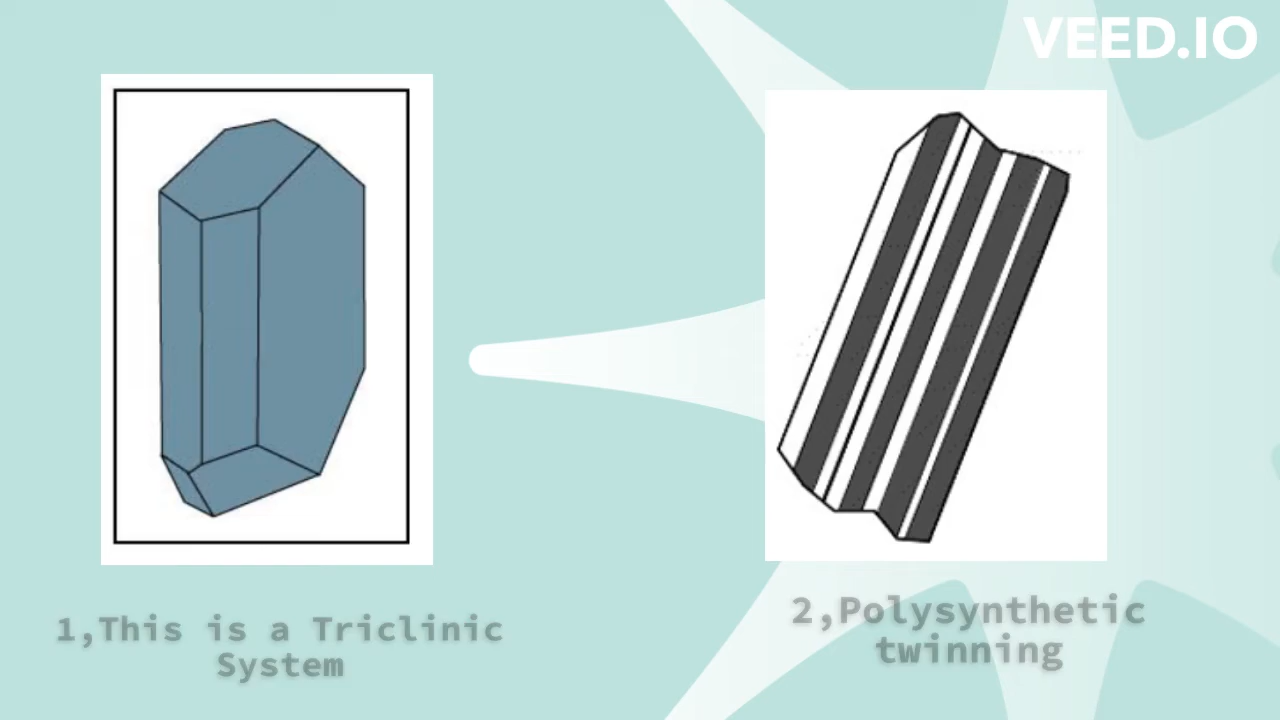 VEED.IO
1,This is a Triclinic
System
2,Polysynthetic
twinning